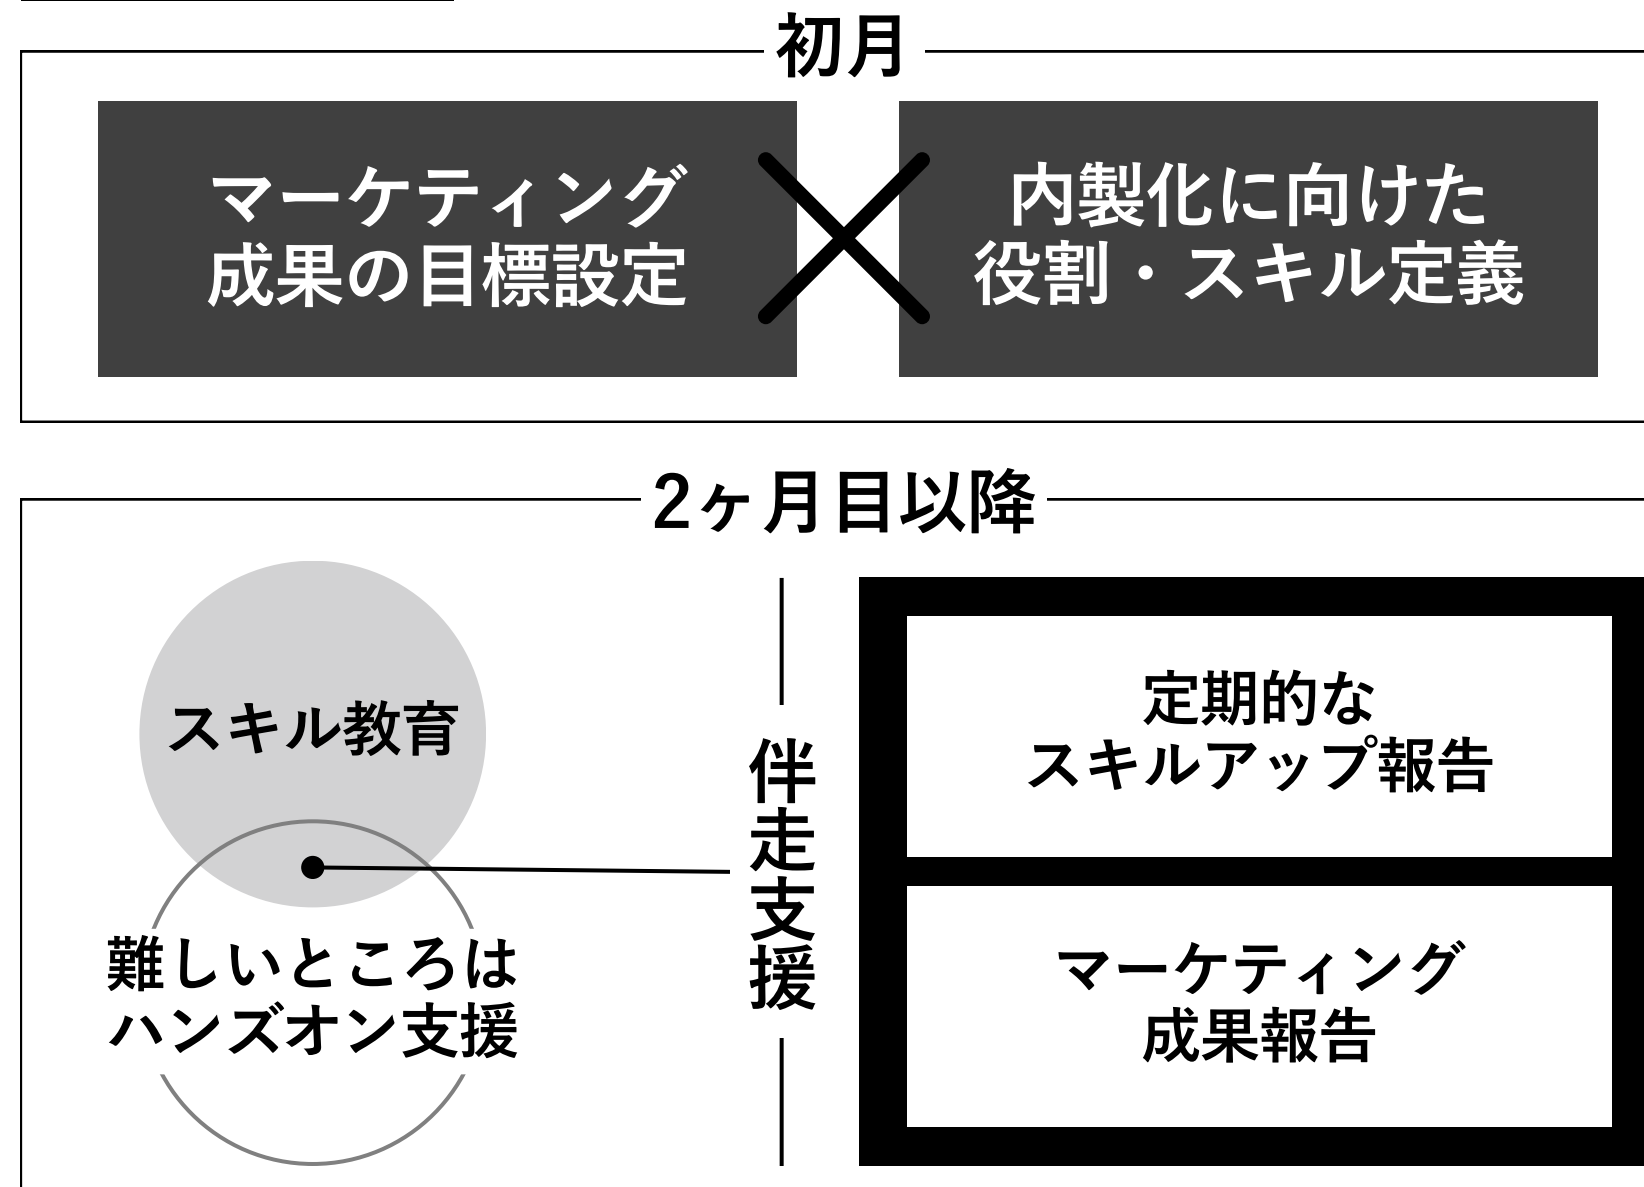 初月
マーケティング
成果の目標設定
内製化に向けた
役割・スキル定義
2ヶ月目以降
スキル教育
難しいところは
ハンズオン支援
伴走支援
定期的な
スキルアップ報告
マーケティング
成果報告